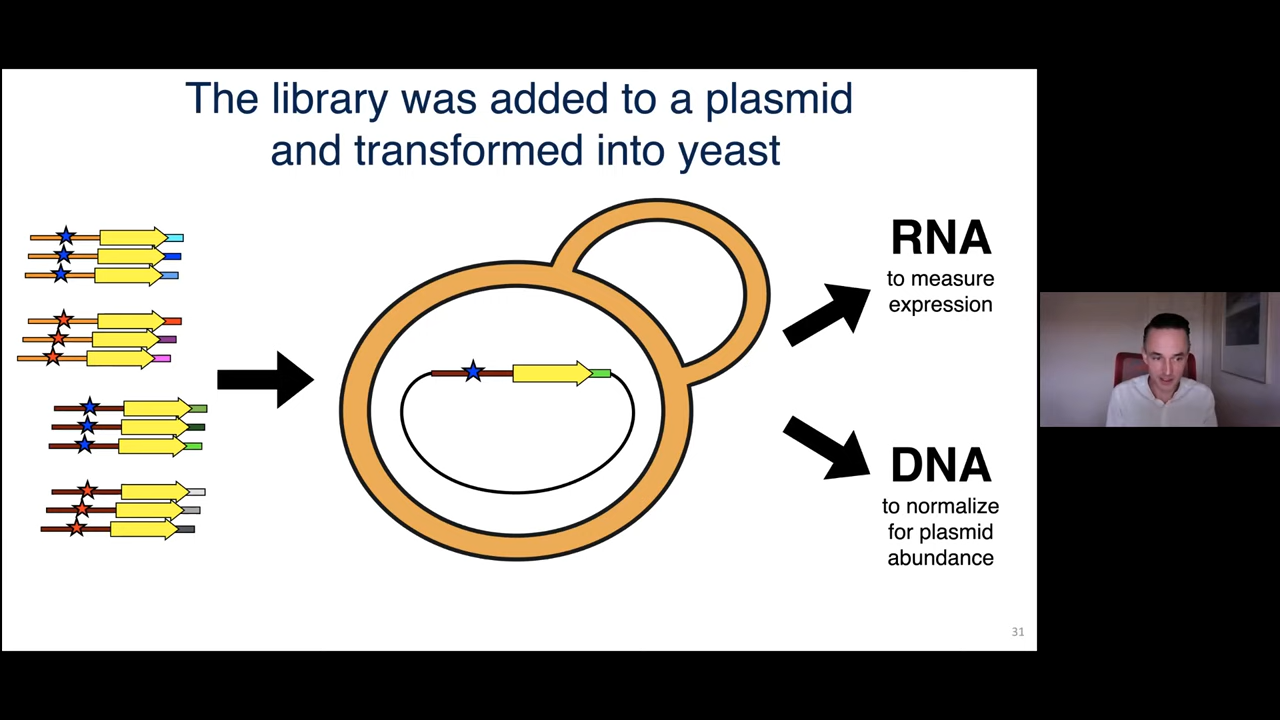 The library was added to a plasmid
and transformed into yeast
RNA
to measure
expression
DNA
to normalize
for plasmid
abundance
31